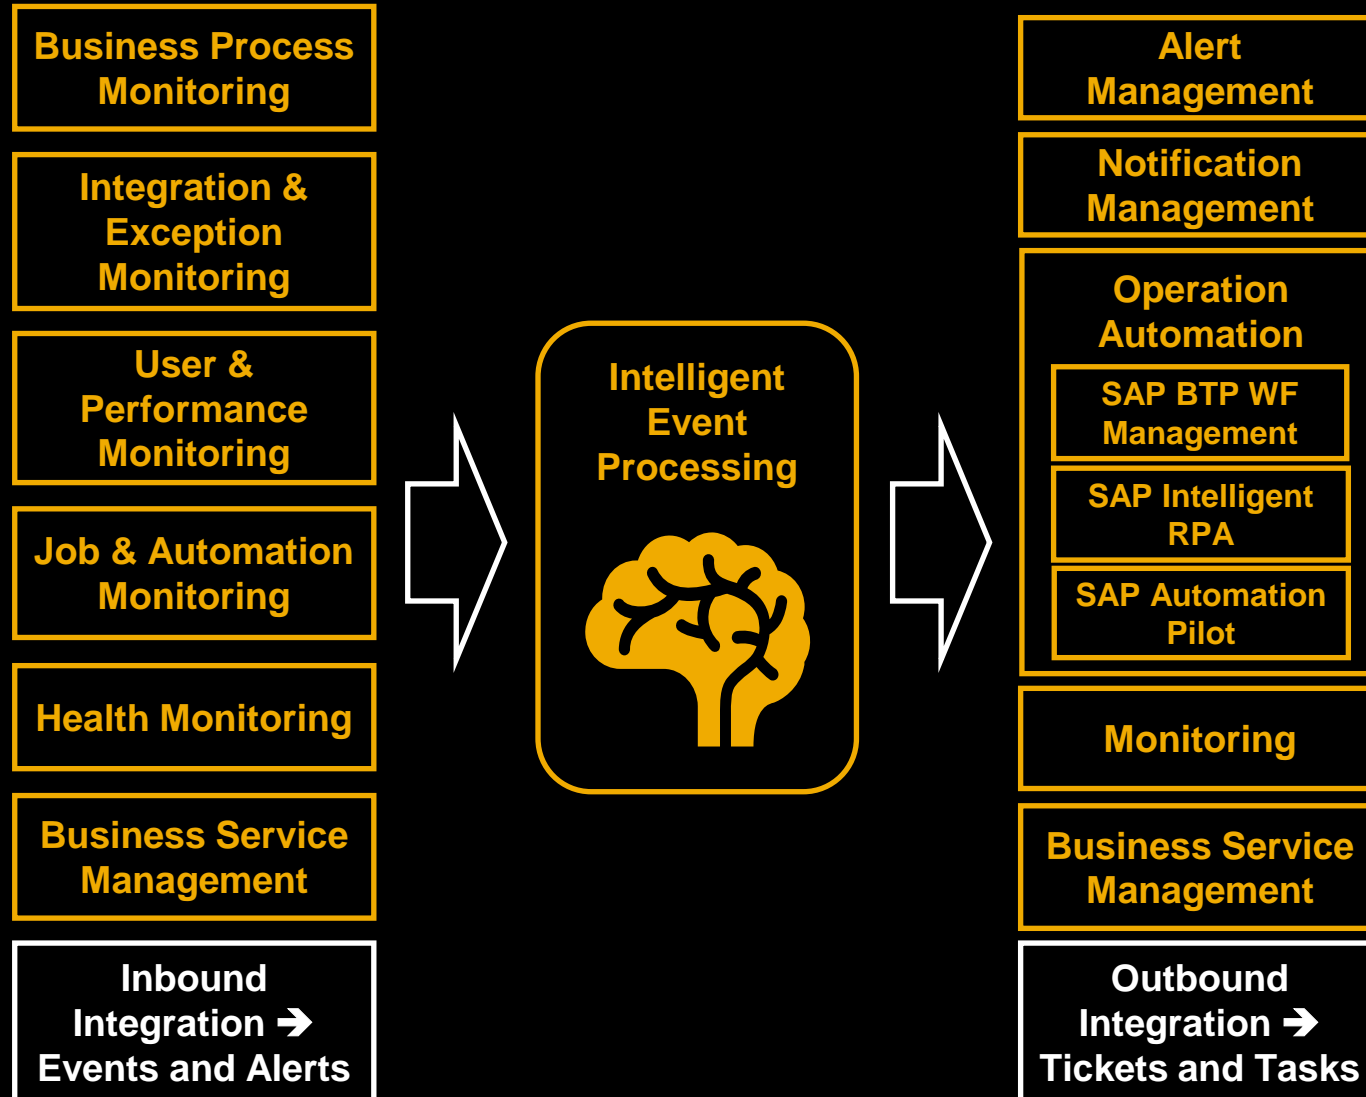 Business Process
Monitoring
Integration &
Exception
Monitoring
User &
Performance
Monitoring
Job & Automation
Monitoring
Health Monitoring
Business Service
Management
Inbound
Integration ➔
Events and Alerts
Intelligent
Event
Processing
Alert
Management
Notification
Management
Operation
Automation
SAP BTP WF
Management
SAP Intelligent
RPA
SAP Automation
Pilot
Monitoring
Business Service
Management
Outbound
Integration ➔
Tickets and Tasks